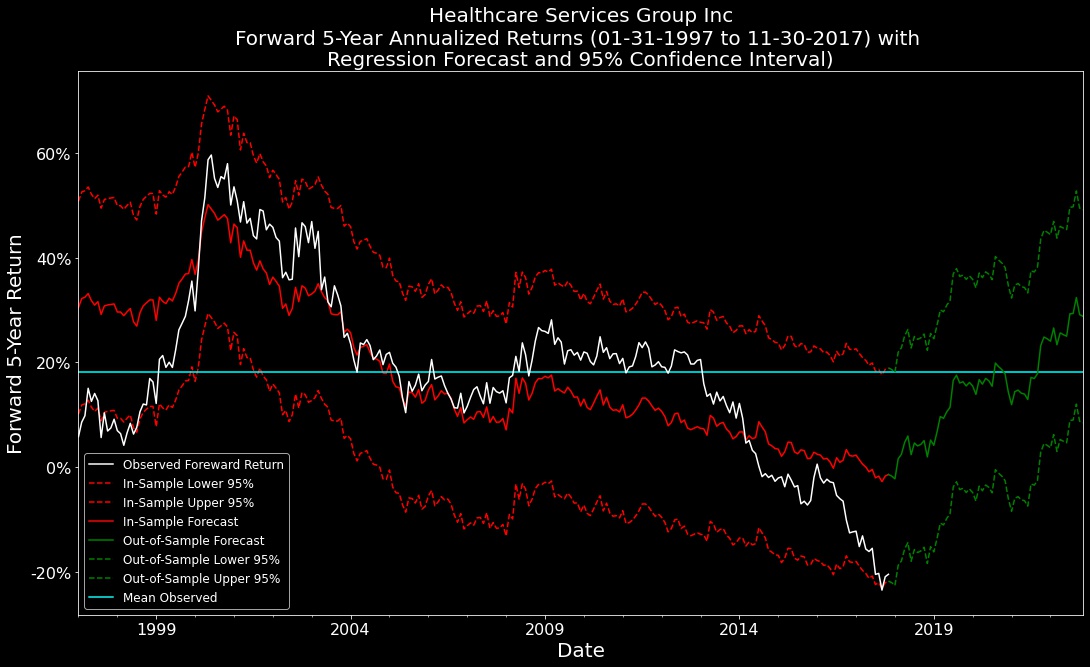 Healthcare Services Group Inc
Forward 5-Year Annualized Returns (01-31-1997 to 11-30-2017) with
Regression Forecast and 95% Confidence Interval)
Forward 5-Year Return
60%
40%
20%
0%
-20%
Observed Foreward Return
In-Sample Lower 95%
In-Sample Upper 95%
In-Sample Forecast
Out-of-Sample Forecast
Out-of-Sample Lower 95%
Out-of-Sample Upper 95%
Mean Observed
1999 2004 2009 2014 2019
Date